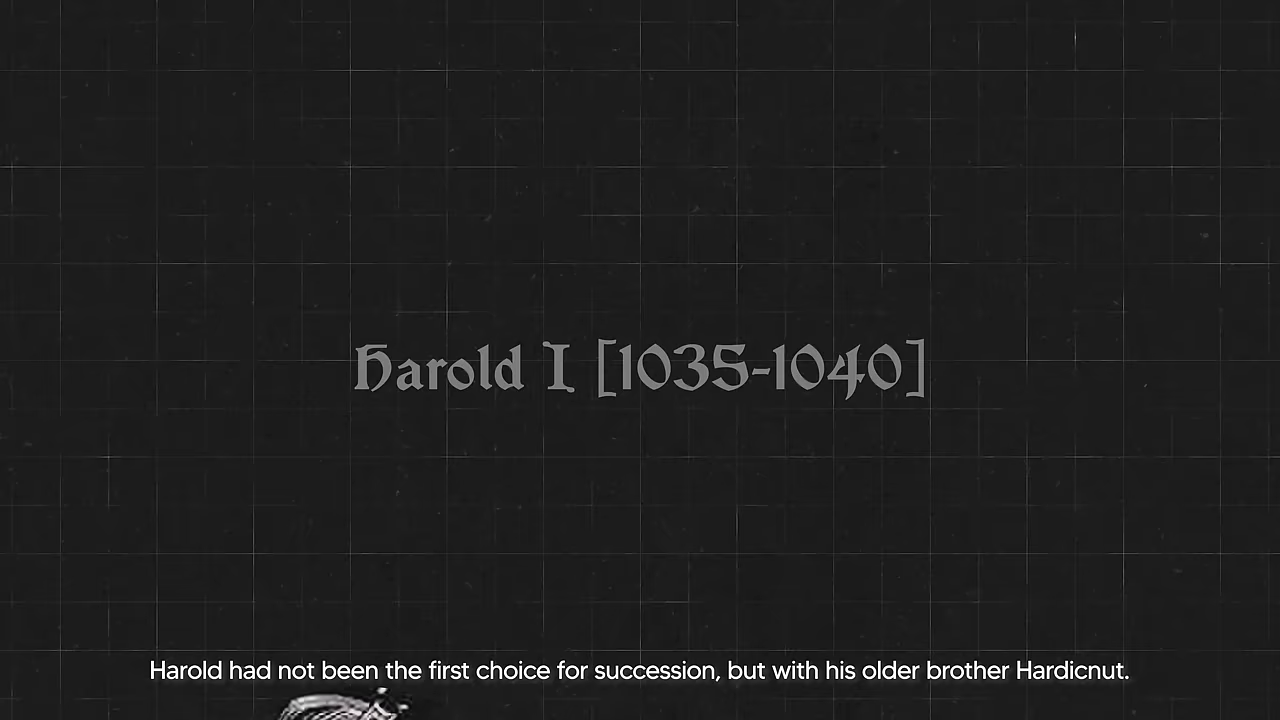 Harold I [1035-1040]
Harold had not been the first choice for succession, but with his older brother Hardicnut.